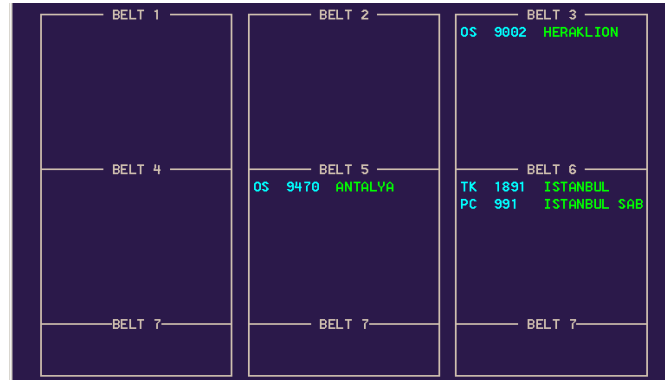 BELT 1
BELT 2
BELT 3
OS 9002 HERAKLION
BELT 4
BELT 5
OS 9470 ANTALYA
BELT 6
TK 1891 ISTANBUL
PC 991 ISTANBUL SAB
BELT 7
BELT 7
BELT 7